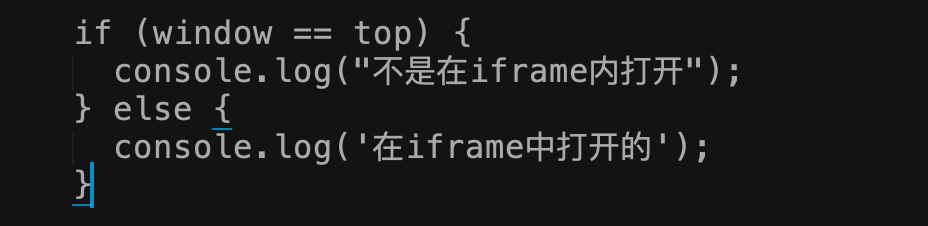 if (window == top) {
  console.log("不是在iframe内打开");
} else {
  console.log('在iframe中打开的');
}